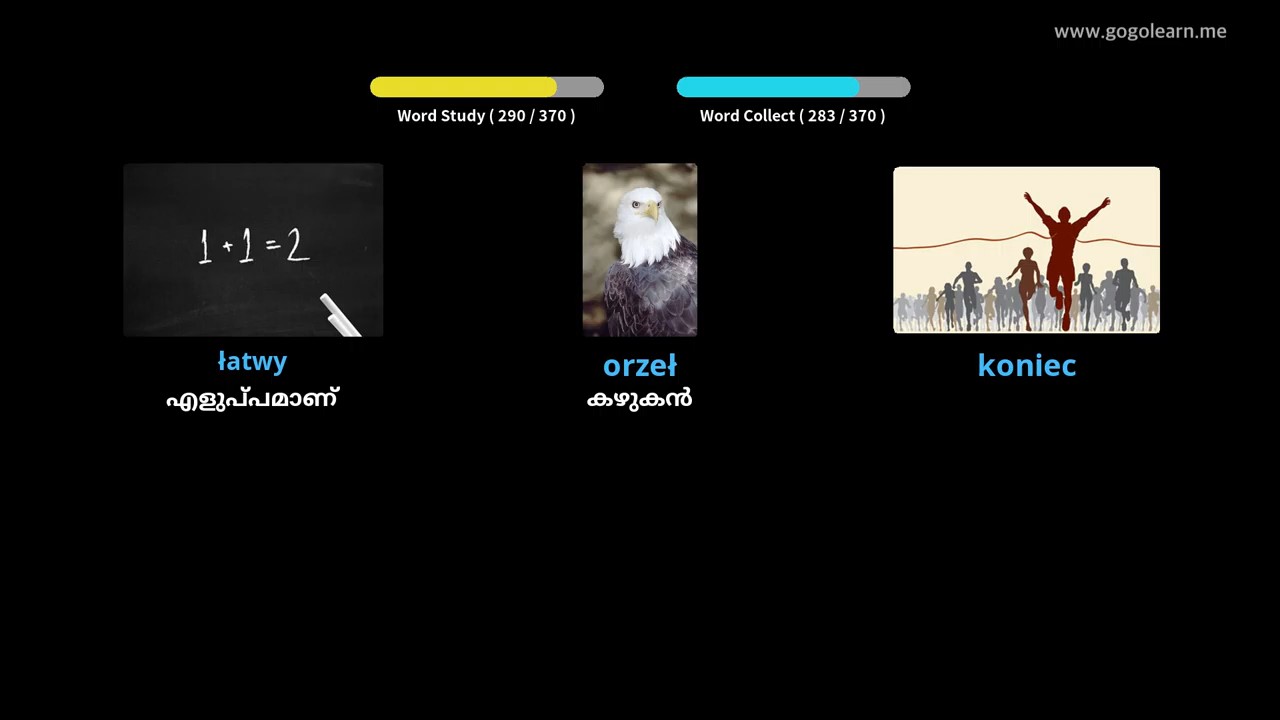 www.gogolearn.me
Word Study ( 290 / 370 )
Word Collect ( 283 / 370 )
1 + 1 = 2
łatwy
orzeł
koniec
എളുപ്പമാണ്
കഴുകൻ